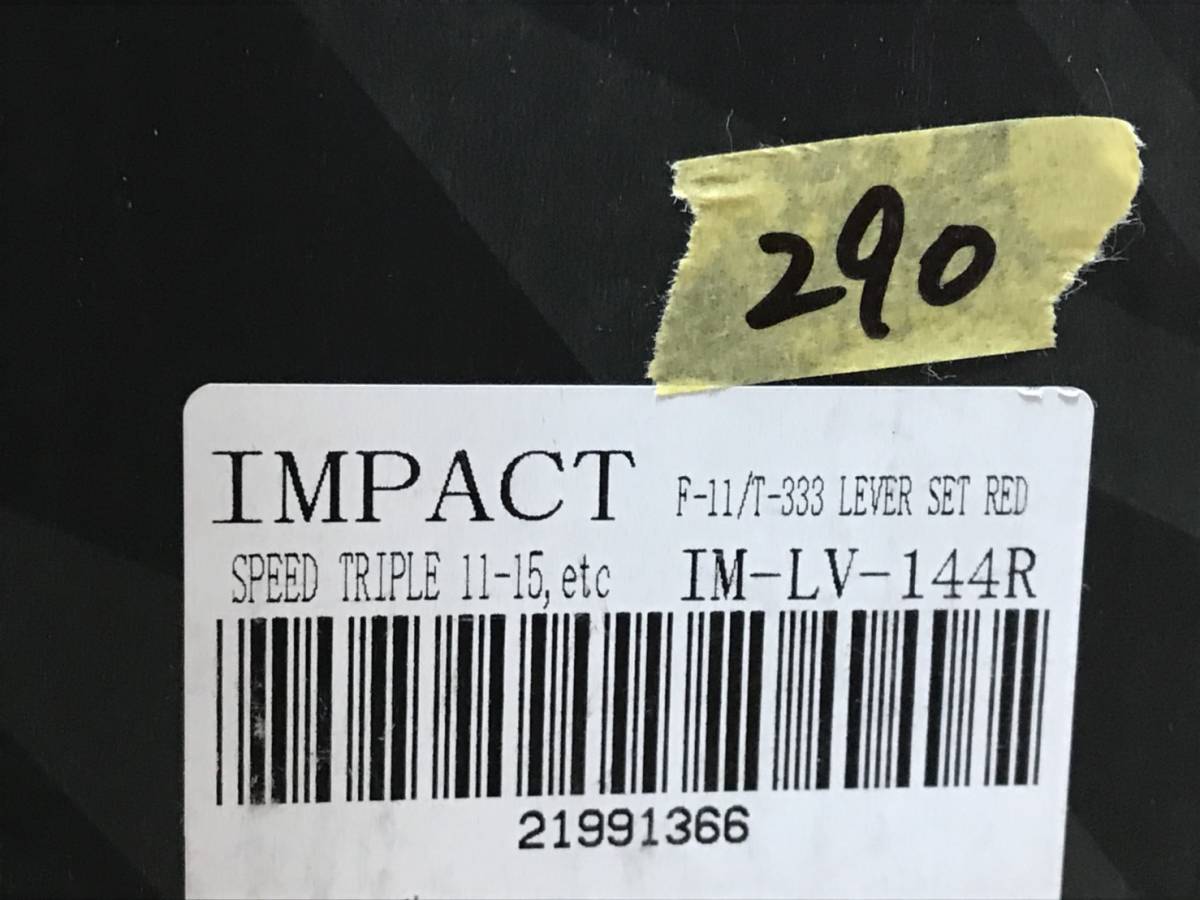 290
IMPACT F-11/T-333 LEVER SET RED
SPEED TRIPLE 11-15, etc IM-LV-144R
21991366